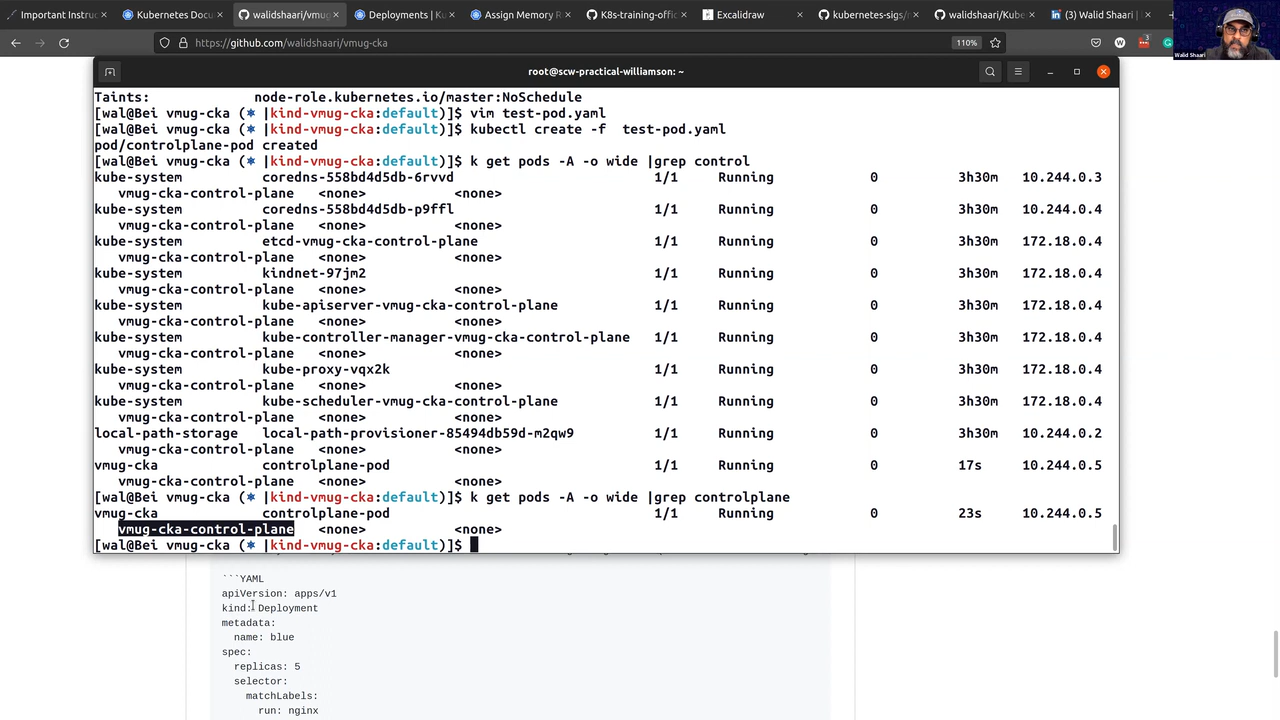 Important Instruc
Kubernetes Docu
walidshaari/vmug
Deployments | Ku
Assign Memory R
K8s-training-offic
Excalidraw
kubernetes-sigs/
walidshaari/Kube
(3) Walid Shaari |
https://github.com/walidshaari/vmug-cka
110%
Walid Shaari
root@scw-practical-williamson: ~
Taints:             node-role.kubernetes.io/master:NoSchedule
[wal@Bei vmug-cka (⎈ |kind-vmug-cka:default)]$ vim test-pod.yaml
[wal@Bei vmug-cka (⎈ |kind-vmug-cka:default)]$ kubectl create -f  test-pod.yaml
pod/controlplane-pod created
[wal@Bei vmug-cka (⎈ |kind-vmug-cka:default)]$ k get pods -A -o wide |grep control
kube-system          coredns-558bd4d5db-6rvvd                         1/1     Running            0          3h30m   10.244.0.3
   vmug-cka-control-plane   <none>           <none>
kube-system          coredns-558bd4d5db-p9ffl                         1/1     Running            0          3h30m   10.244.0.4
   vmug-cka-control-plane   <none>           <none>
kube-system          etcd-vmug-cka-control-plane                      1/1     Running            0          3h30m   172.18.0.4
   vmug-cka-control-plane   <none>           <none>
kube-system          kindnet-97jm2                                    1/1     Running            0          3h30m   172.18.0.4
   vmug-cka-control-plane   <none>           <none>
kube-system          kube-apiserver-vmug-cka-control-plane            1/1     Running            0          3h30m   172.18.0.4
   vmug-cka-control-plane   <none>           <none>
kube-system          kube-controller-manager-vmug-cka-control-plane   1/1     Running            0          3h30m   172.18.0.4
   vmug-cka-control-plane   <none>           <none>
kube-system          kube-proxy-vqx2k                                 1/1     Running            0          3h30m   172.18.0.4
   vmug-cka-control-plane   <none>           <none>
kube-system          kube-scheduler-vmug-cka-control-plane            1/1     Running            0          3h30m   172.18.0.4
   vmug-cka-control-plane   <none>           <none>
local-path-storage   local-path-provisioner-85494db59d-m2qw9          1/1     Running            0          3h30m   10.244.0.2
   vmug-cka-control-plane   <none>           <none>
vmug-cka             controlplane-pod                                 1/1     Running            0          17s     10.244.0.5
   vmug-cka-control-plane   <none>           <none>
[wal@Bei vmug-cka (⎈ |kind-vmug-cka:default)]$ k get pods -A -o wide |grep controlplane
vmug-cka             controlplane-pod                                 1/1     Running            0          23s     10.244.0.5
   vmug-cka-control-plane   <none>           <none>
[wal@Bei vmug-cka (⎈ |kind-vmug-cka:default)]$
```YAML
apiVersion: apps/v1
kind: Deployment
metadata:
  name: blue
spec:
  replicas: 5
  selector:
    matchLabels:
      run: nginx